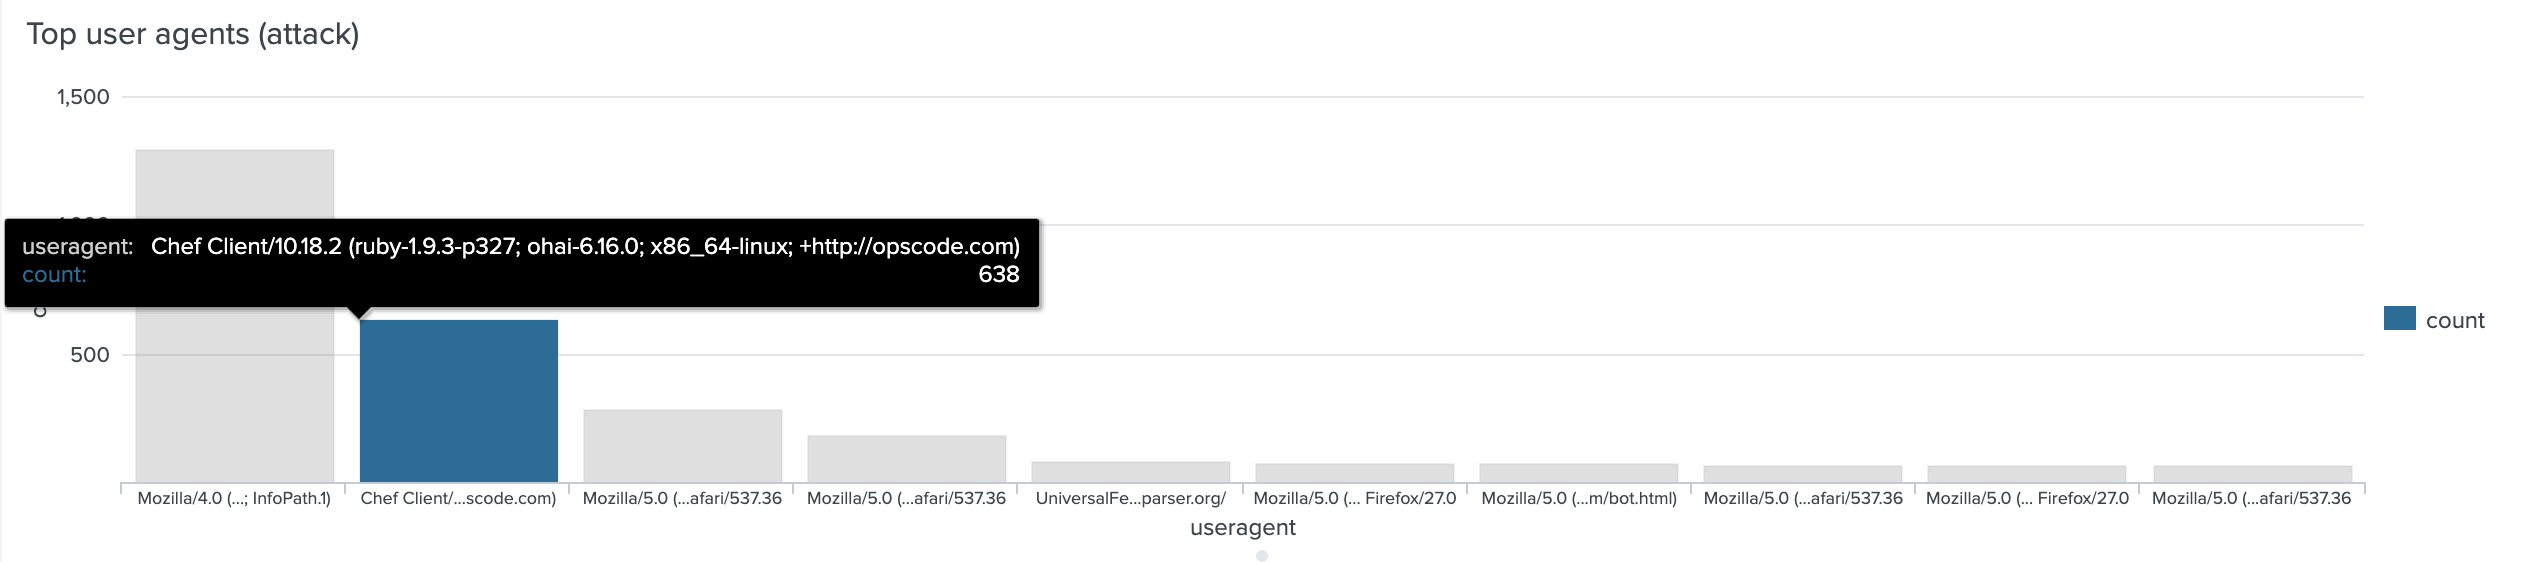 Top user agents (attack)
1,500
useragent: Chef Client/10.18.2 (ruby-1.9.3-p327; ohai-6.16.0; x86_64-linux; +http://opscode.com)
count: 638
500
count
Mozilla/4.0 (...; InfoPath.1)
Chef Client/...scode.com)
Mozilla/5.0 (...afari/537.36
Mozilla/5.0 (...afari/537.36
UniversalFe...parser.org/
Mozilla/5.0 (... Firefox/27.0
Mozilla/5.0 (...m/bot.html)
Mozilla/5.0 (...afari/537.36
Mozilla/5.0 (... Firefox/27.0
Mozilla/5.0 (...afari/537.36
useragent